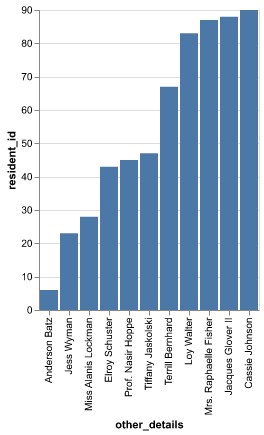 90
80
70
60
50
40
30
20
10
0
resident_id
Anderson Batz
Jess Wyman
Miss Alanis Lockman
Elroy Schuster
Prof. Nasir Hoppe
Tiffany Jaskolski
Terrill Bernhard
Loy Walter
Mrs. Raphaelle Fisher
Jacques Glover II
Cassie Johnson
other_details